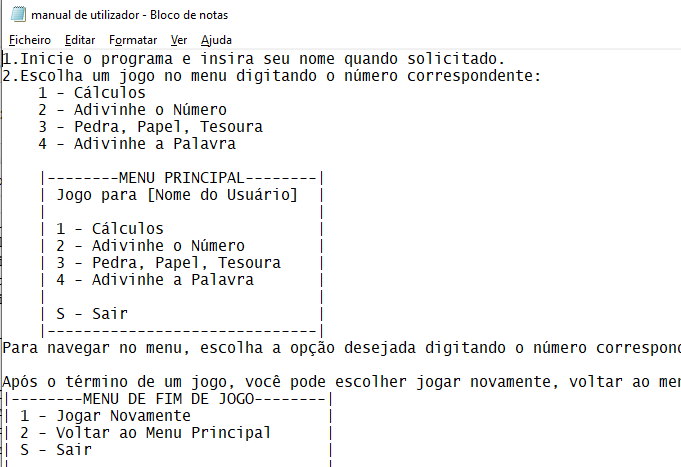 manual de utilizador - Bloco de notas
Ficheiro Editar Formatar Ver Ajuda
1.Inicie o programa e insira seu nome quando solicitado.
2.Escolha um jogo no menu digitando o número correspondente:
    1 - Cálculos
    2 - Adivinhe o Número
    3 - Pedra, Papel, Tesoura
    4 - Adivinhe a Palavra
    |--------MENU PRINCIPAL--------|
    | Jogo para [Nome do Usuário]  |
    |                              |
    | 1 - Cálculos                 |
    | 2 - Adivinhe o Número        |
    | 3 - Pedra, Papel, Tesoura    |
    | 4 - Adivinhe a Palavra       |
    |                              |
    | S - Sair                     |
    |------------------------------|
Para navegar no menu, escolha a opção desejada digitando o número
Após o término de um jogo, você pode escolher jogar novamente, voltar ao
|--------MENU DE FIM DE JOGO--------|
| 1 - Jogar Novamente               |
| 2 - Voltar ao Menu Principal      |
| S - Sair                          |